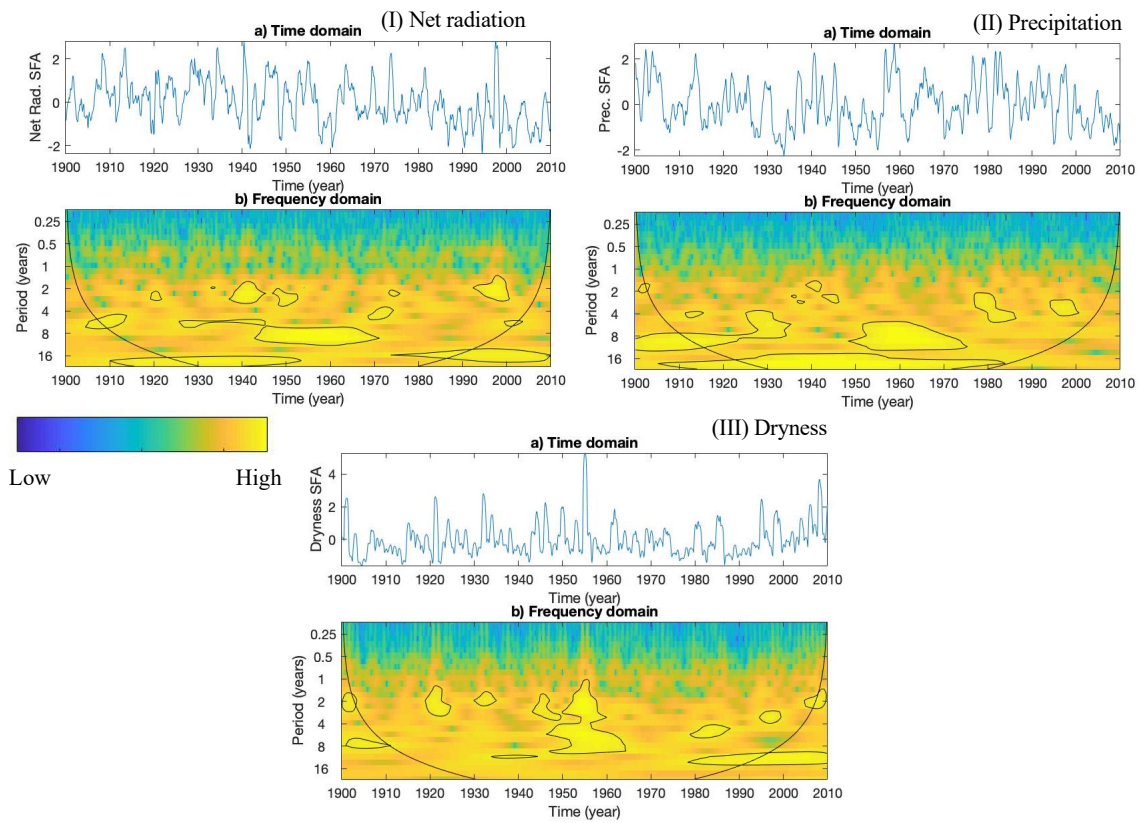 (I) Net radiation
a) Time domain
Net Rad. SFA
2
0
-2
1900 1910 1920 1930 1940 1950 1960 1970 1980 1990 2000 2010
Time (year)
b) Frequency domain
Period (years)
0.25
0.5
1
2
4
8
16
1900 1910 1920 1930 1940 1950 1960 1970 1980 1990 2000 2010
Time (year)
(II) Precipitation
a) Time domain
Prec. SFA
2
0
-2
1900 1910 1920 1930 1940 1950 1960 1970 1980 1990 2000 2010
Time (year)
b) Frequency domain
Period (years)
0.25
0.5
1
2
4
8
16
1900 1910 1920 1930 1940 1950 1960 1970 1980 1990 2000 2010
Time (year)
Low High
(III) Dryness
a) Time domain
Dryness SFA
4
2
0
1900 1910 1920 1930 1940 1950 1960 1970 1980 1990 2000 2010
Time (year)
b) Frequency domain
Period (years)
0.25
0.5
1
2
4
8
16
1900 1910 1920 1930 1940 1950 1960 1970 1980 1990 2000 2010
Time (year)